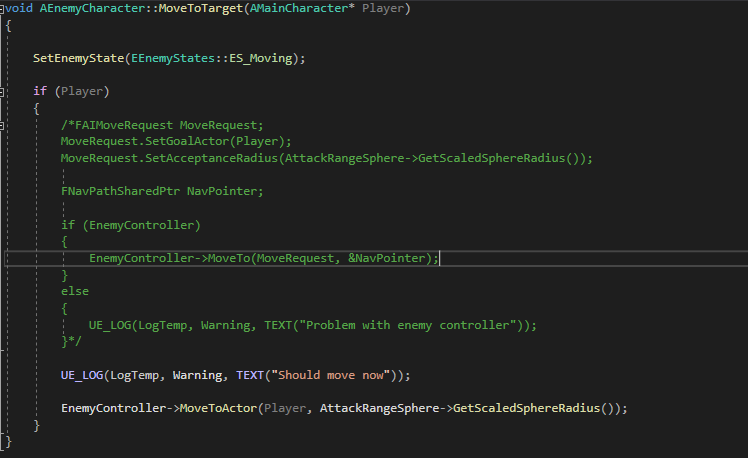 void AEnemyCharacter::MoveToTarget(AMainCharacter* Player)
{
SetEnemyState(EEnemyStates::ES_Moving);
if (Player)
{
/*FAIMoveRequest MoveRequest;
MoveRequest.SetGoalActor(Player);
MoveRequest.SetAcceptanceRadius(AttackRangeSphere->GetScaledSphereRadius());
FNavPathSharedPtr NavPointer;
if (EnemyController)
{
EnemyController->MoveTo(MoveRequest, &NavPointer);
}
else
{
UE_LOG(LogTemp, Warning, TEXT("Problem with enemy controller"));
}*/
UE_LOG(LogTemp, Warning, TEXT("Should move now"));
EnemyController->MoveToActor(Player, AttackRangeSphere->GetScaledSphereRadius());
}
}